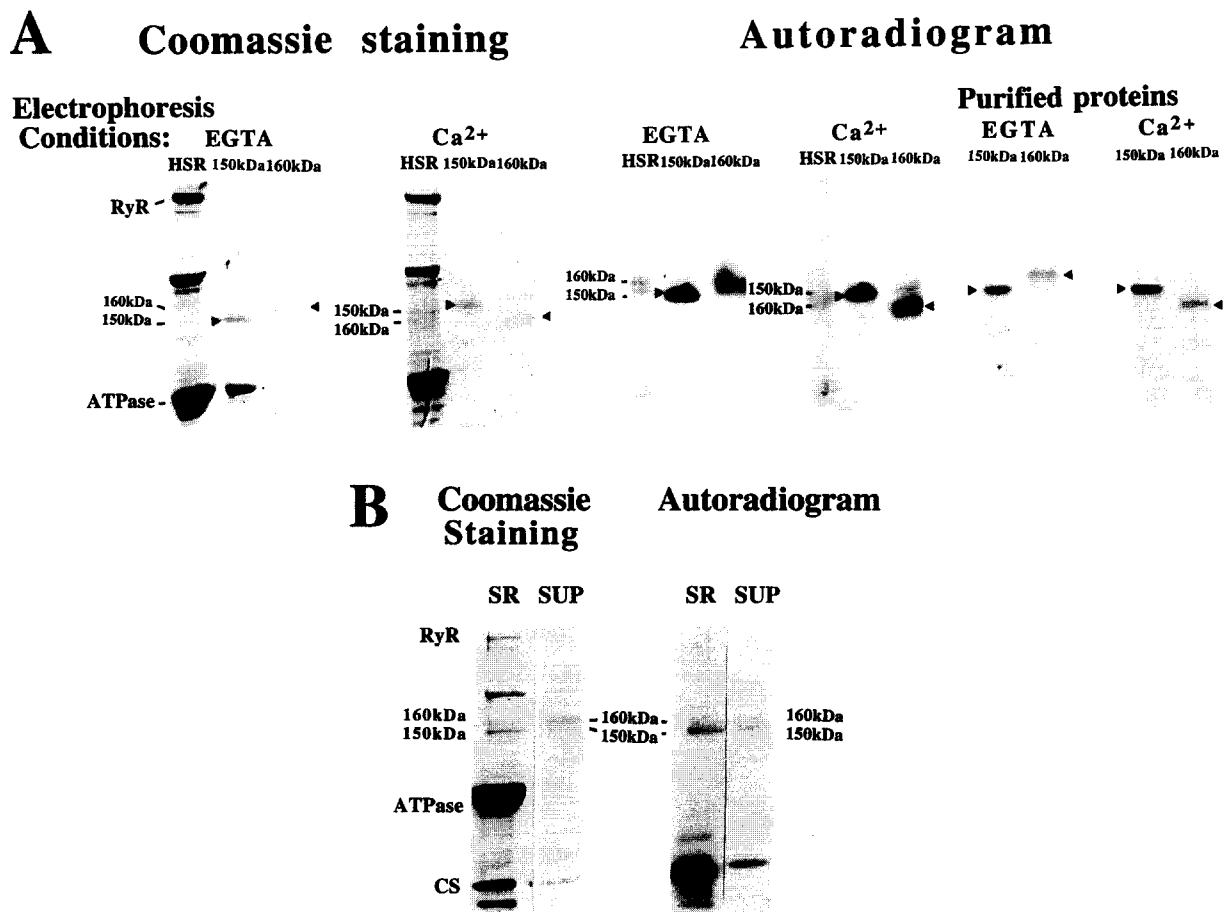 A Coomassie staining Autoradiogram
Purified proteins
Electrophoresis
Conditions: EGTA Ca2+ EGTA Ca2+ EGTA Ca2+
HSR 150kDa 160kDa HSR 150kDa 160kDa HSR 150kDa 160kDa HSR 150kDa 160kDa 150kDa 160kDa 150kDa 160kDa
RyR
160kDa
150kDa
ATPase
150kDa
160kDa
160kDa
150kDa
150kDa
160kDa
B Coomassie Staining Autoradiogram
SR SUP SR SUP
RyR
160kDa 160kDa 160kDa
150kDa 150kDa 150kDa
ATPase
CS